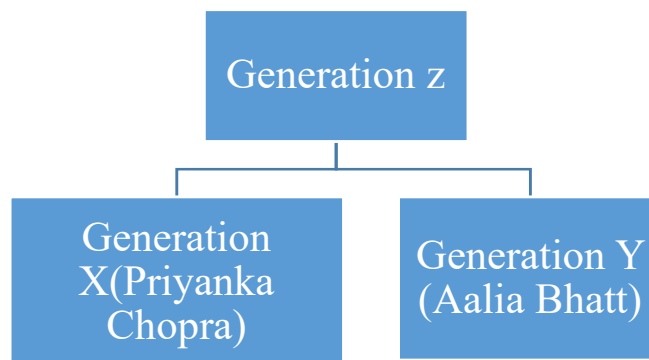 Generation z
Generation
X(Priyanka
Chopra)
Generation Y
(Aalia Bhatt)